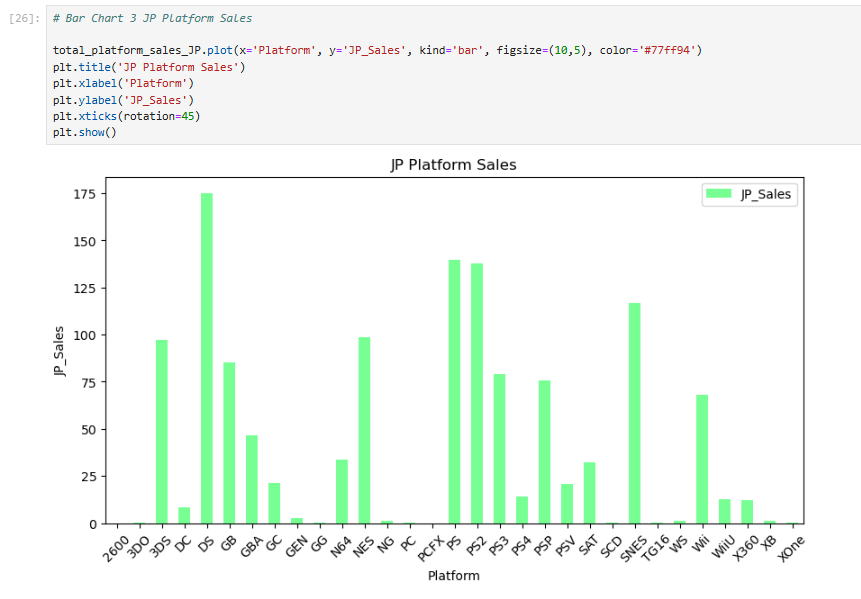 [26]:
# Bar Chart 3 JP Platform Sales
total_platform_sales_JP.plot(x='Platform', y='JP_Sales', kind='bar', figsize=(10,5), color='#77ff94')
plt.title('JP Platform Sales')
plt.xlabel('Platform')
plt.ylabel('JP_Sales')
plt.xticks(rotation=45)
plt.show()
JP Platform Sales
JP_Sales
175
150
125
100
75
50
25
0
JP_Sales
2600 3DO 3DS DC DS GB GBA GC GEN GG N64 NES NG PC PCFX PS PS2 PS3 PS4 PSP PSV SAT SCD SNES TG16 WS Wii WiiU X360 XB XOne
Platform